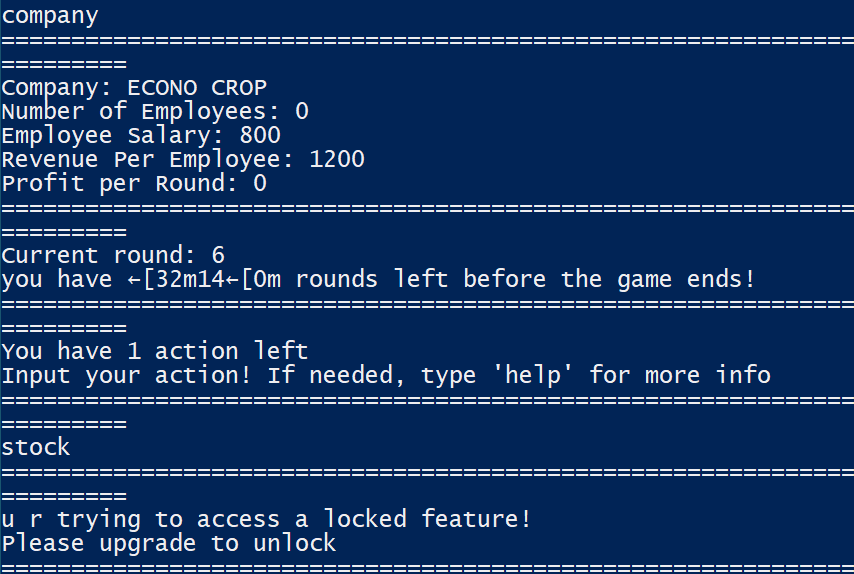 company
=============================================================
=========
Company: ECONO CROP
Number of Employees: 0
Employee Salary: 800
Revenue Per Employee: 1200
Profit per Round: 0
=============================================================
=========
Current round: 6
you have ←[32m14←[0m rounds left before the game ends!
=============================================================
=========
You have 1 action left
Input your action! If needed, type 'help' for more info
=============================================================
=========
stock
=============================================================
=========
u r trying to access a locked feature!
Please upgrade to unlock
=============================================================